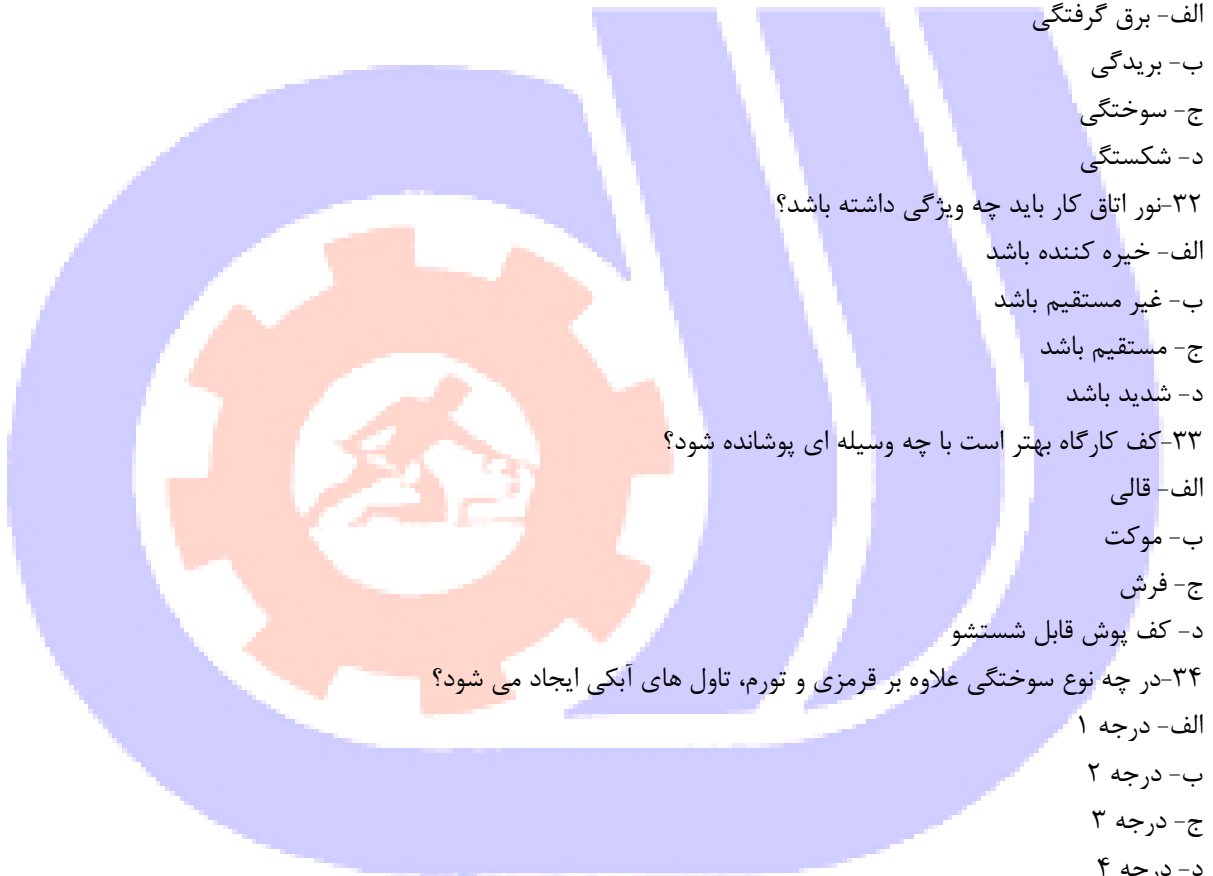 الف- برق گرفتگی
ب- بریدگی
ج- سوختگی
د- شکستگی
۳۲-نور اتاق کار باید چه ویژگی داشته باشد؟
الف- خیره کننده باشد
ب- غیر مستقیم باشد
ج- مستقیم باشد
د- شدید باشد
۳۳-کف کارگاه بهتر است با چه وسیله ای پوشانده شود؟
الف- قالی
ب- موکت
ج- فرش
د- کف پوش قابل شستشو
۳۴-در چه نوع سوختگی علاوه بر قرمزی و تورم، تاول های آبکی ایجاد می شود؟
الف- درجه ۱
ب- درجه ۲
ج- درجه ۳
د- درجه ۴